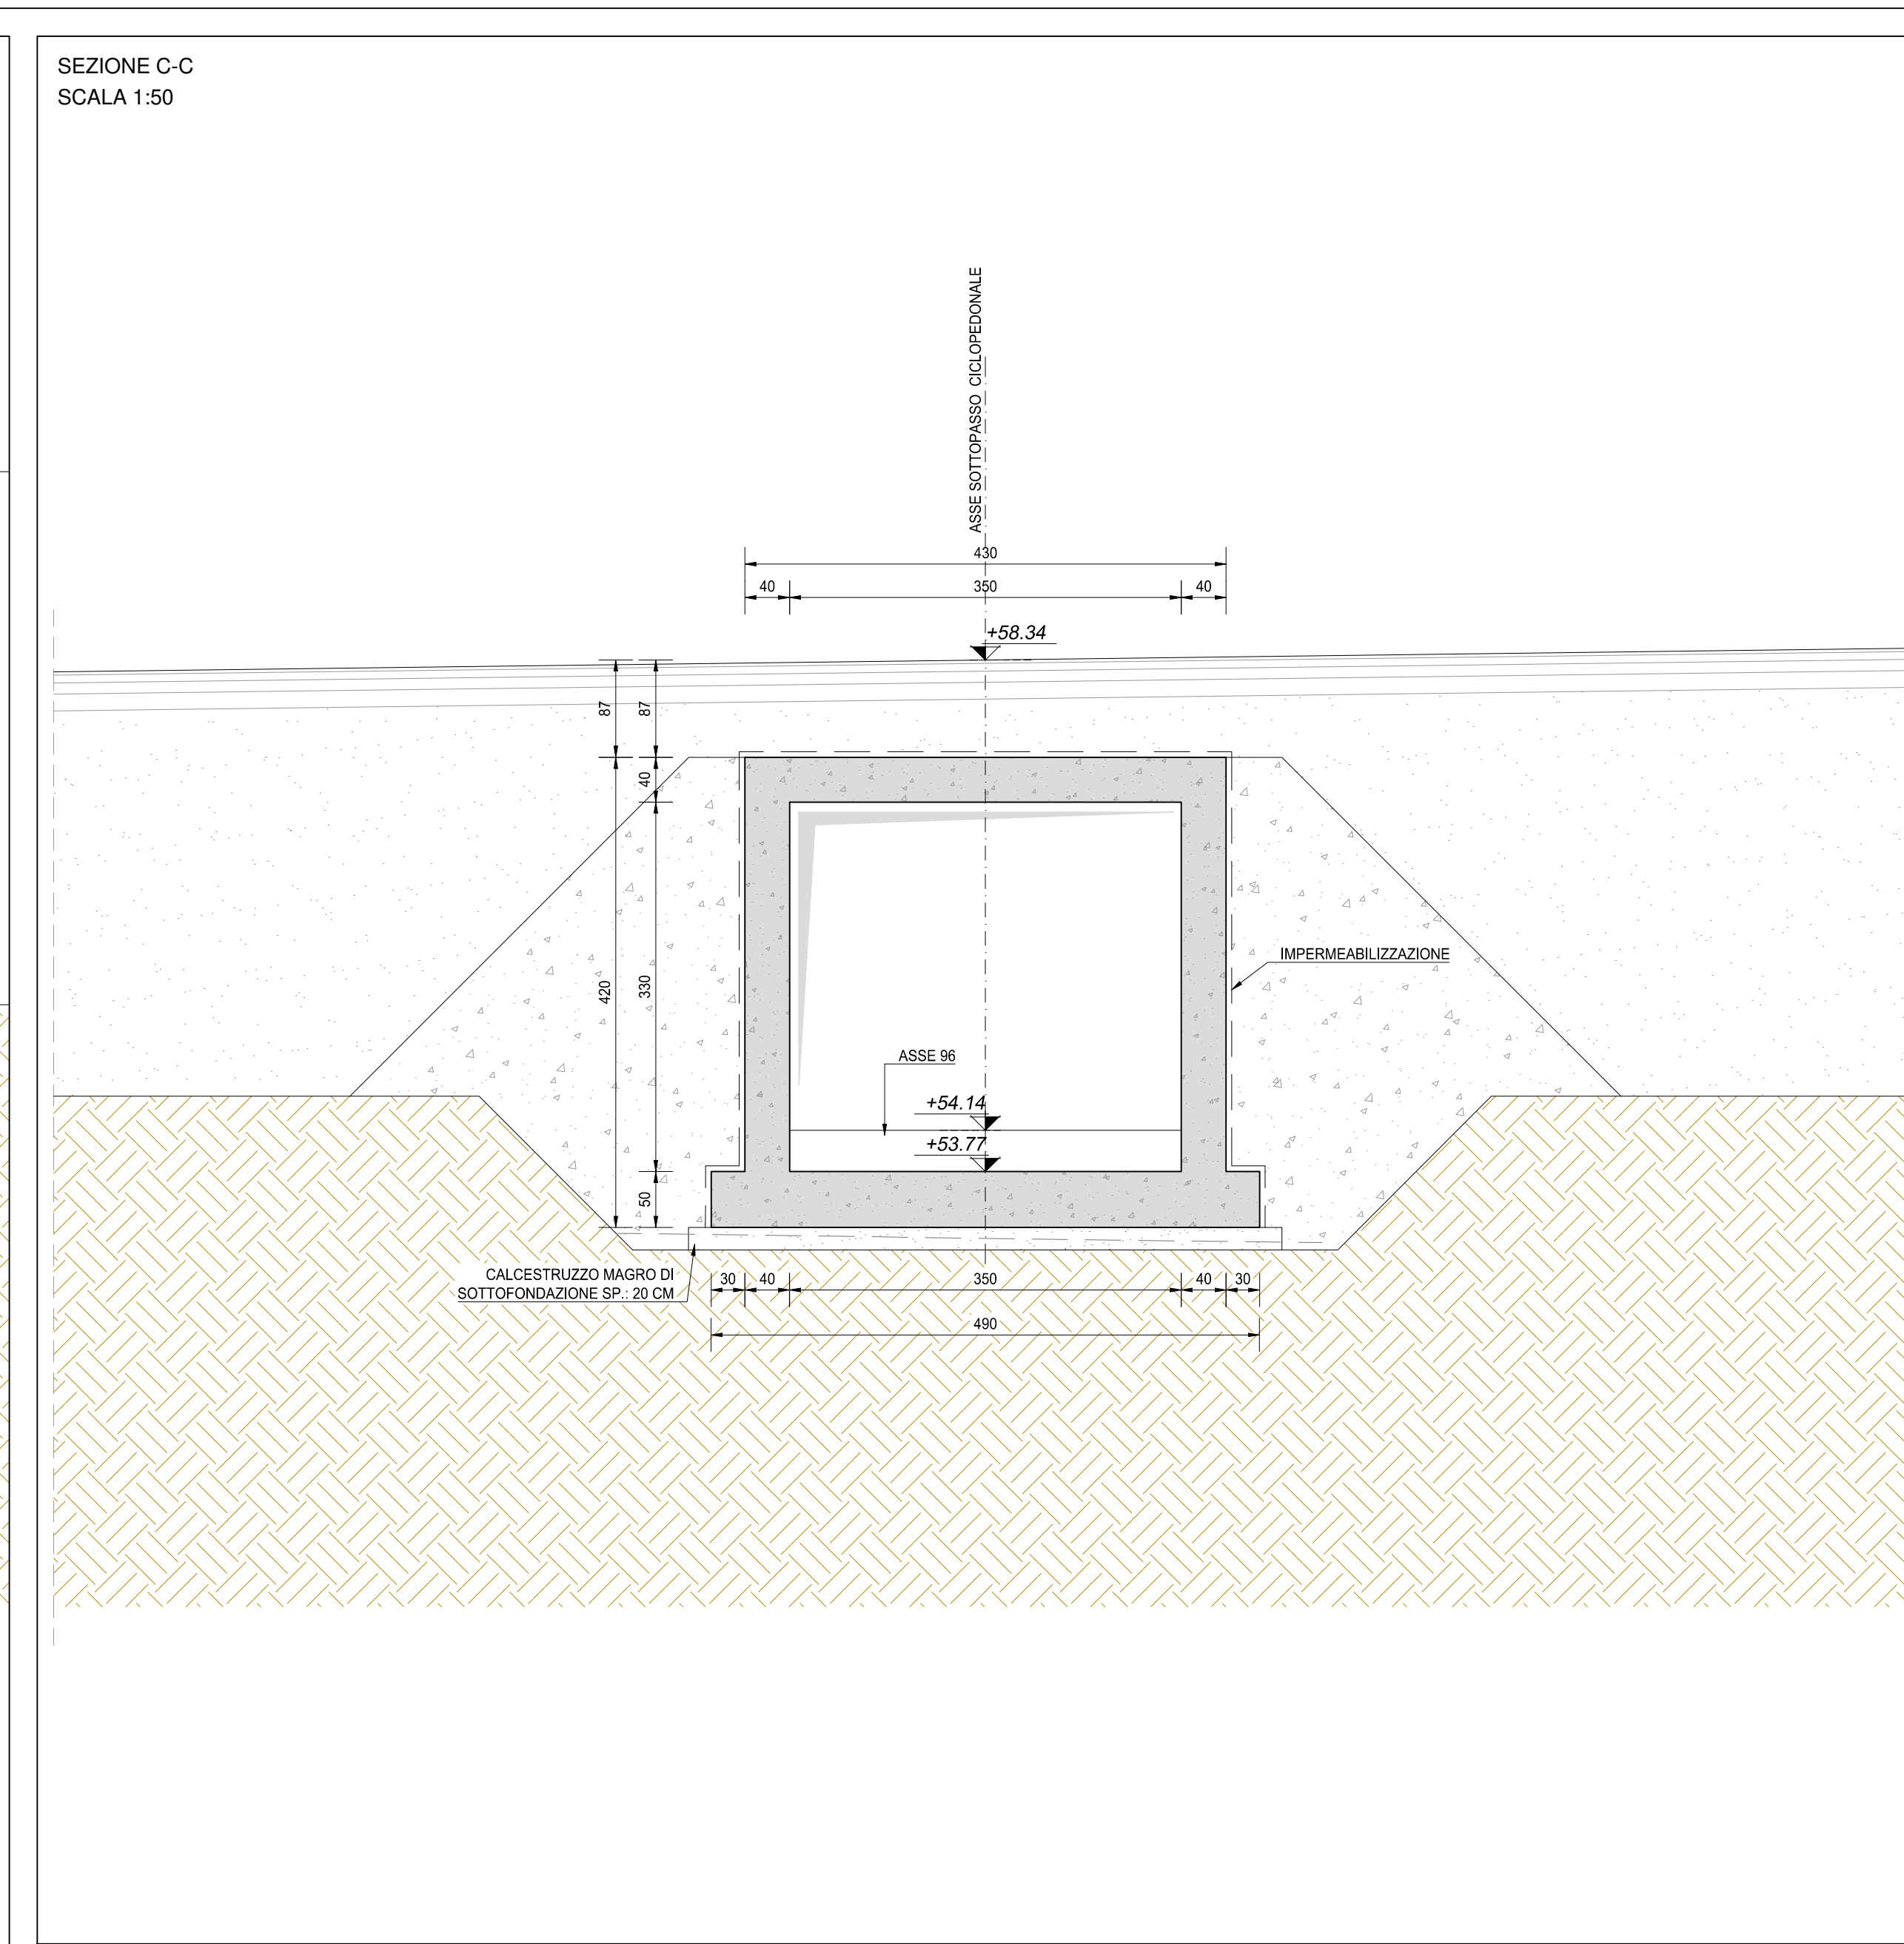 SEZIONE C-C
SCALA 1:50
ASSE SOTTOPASSO CICLOPEDONALE
430
40
350
40
+58.34
87
87
40
420
330
IMPERMEABILIZZAZIONE
ASSE 96
+54.14
+53.77
50
CALCESTRUZZO MAGRO DI
SOTTOFONDAZIONE SP.: 20 CM
30
40
350
40
30
490